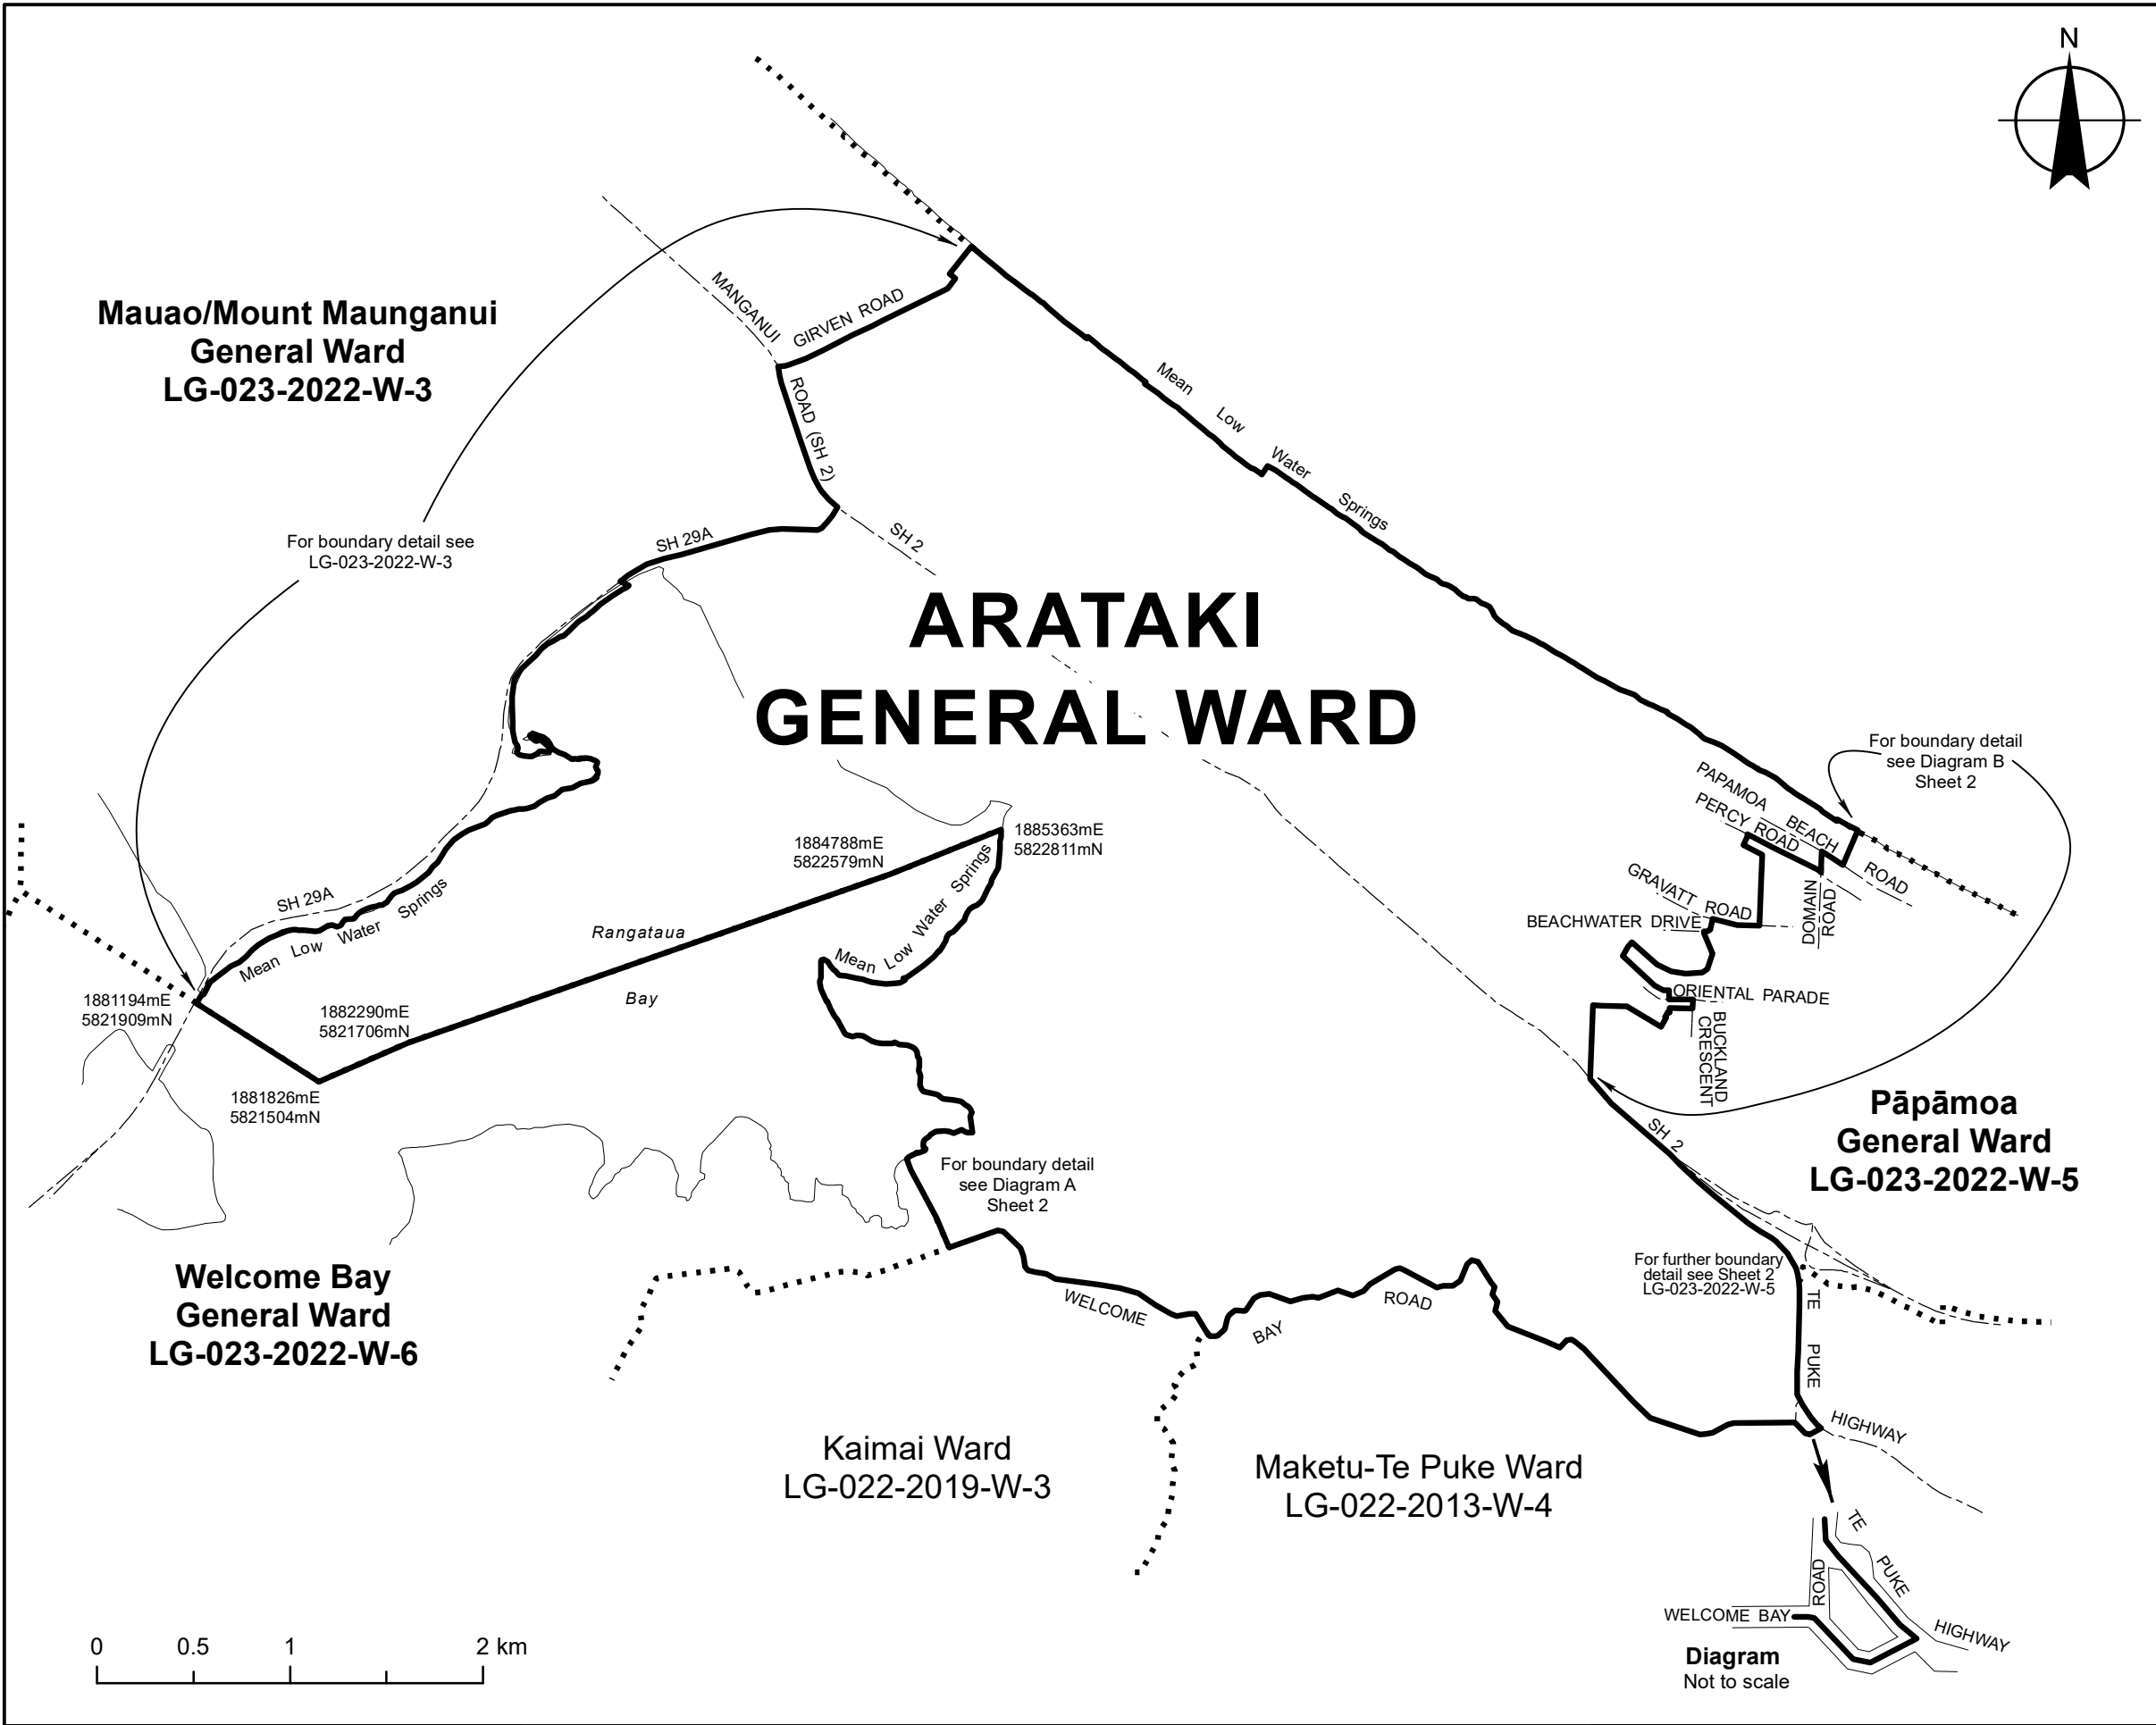 N
Mauao/Mount Maunganui
General Ward
LG-023-2022-W-3
MANGANUI
ROAD (SH 2)
GIRVEN ROAD
Mean Low Water Springs
For boundary detail see
LG-023-2022-W-3
SH 29A
SH 2
ARATAKI
GENERAL WARD
For boundary detail
see Diagram B
Sheet 2
PAPAMOA BEACH ROAD
PERCY ROAD
GRAVATT ROAD
DOMAIN
ROAD
BEACHWATER DRIVE
ORIENTAL PARADE
BUCKLAND
CRESCENT
1884788mE
5822579mN
1885363mE
5822811mN
SH 29A
Mean Low Water Springs
Rangataua
Bay
Mean Low Water Springs
1881194mE
5821909mN
1882290mE
5821706mN
1881826mE
5821504mN
SH 2
Pāpāmoa
General Ward
LG-023-2022-W-5
For boundary detail
see Diagram A
Sheet 2
Welcome Bay
General Ward
LG-023-2022-W-6
For further boundary
detail see Sheet 2
LG-023-2022-W-5
WELCOME BAY ROAD
TE PUKE HIGHWAY
Kaimai Ward
LG-022-2019-W-3
Maketu-Te Puke Ward
LG-022-2013-W-4
TE PUKE HIGHWAY
WELCOME BAY
ROAD
Diagram
Not to scale
0 0.5 1 2 km